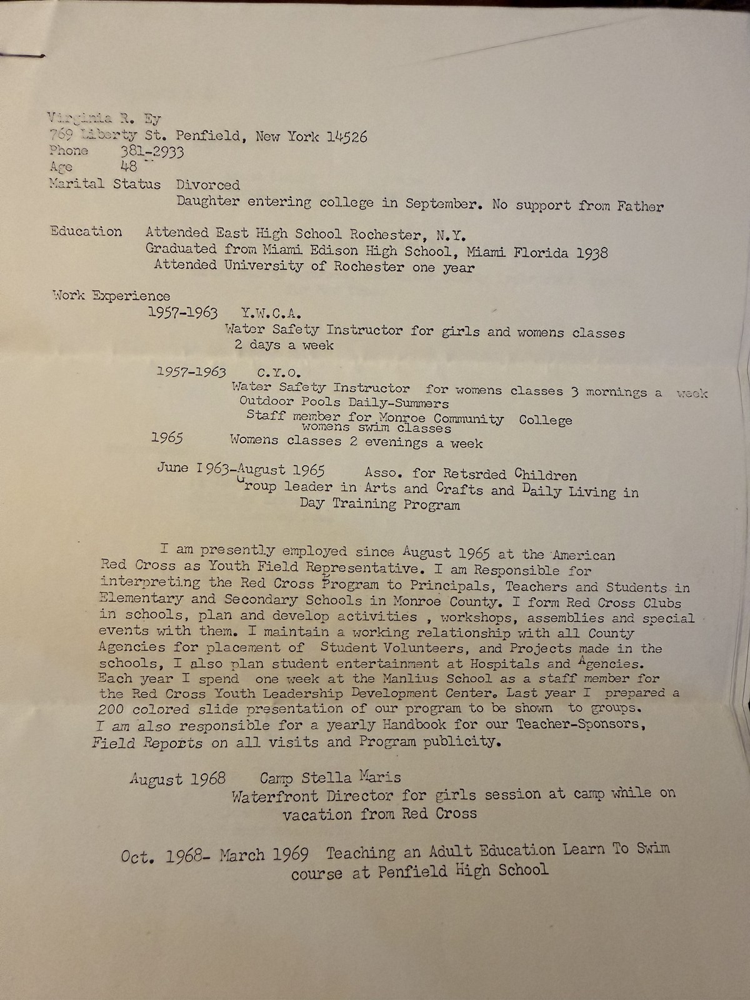 Virginia R. Ey
769 Liberty St. Penfield, New York 14526
Phone 381-2933
Age 48
Marital Status Divorced
Daughter entering college in September. No support from Father
Education Attended East High School Rochester, N.Y.
Graduated from Miami Edison High School, Miami Florida 1938
Attended University of Rochester one year
Work Experience
1957-1963 Y.W.C.A.
Water Safety Instructor for girls and womens classes
2 days a week
1957-1963 C.Y.O.
Water Safety Instructor for womens classes 3 mornings a week
Outdoor Pools Daily-Summers
Staff member for Monroe Community College
womens swim classes
1965 Womens classes 2 evenings a week
June I963-August 1965 Asso. for Retsrded Children
Group leader in Arts and Crafts and Daily Living in
Day Training Program
I am presently employed since August 1965 at the American
Red Cross as Youth Field Representative. I am Responsible for
interpreting the Red Cross Program to Principals, Teachers and Students in
Elementary and Secondary Schools in Monroe County. I form Red Cross Clubs
in schools, plan and develop activities , workshops, assemblies and special
events with them. I maintain a working relationship with all County
Agencies for placement of Student Volunteers, and Projects made in the
schools, I also plan student entertainment at Hospitals and Agencies.
Each year I spend one week at the Manlius School as a staff member for
the Red Cross Youth Leadership Development Center. Last year I prepared a
200 colored slide presentation of our program to be shown to groups.
I am also responsible for a yearly Handbook for our Teacher-Sponsors,
Field Reports on all visits and Program publicity.
August 1968 Camp Stella Maris
Waterfront Director for girls session at camp while on
vacation from Red Cross
Oct. 1968- March 1969 Teaching an Adult Education Learn To Swim
course at Penfield High School